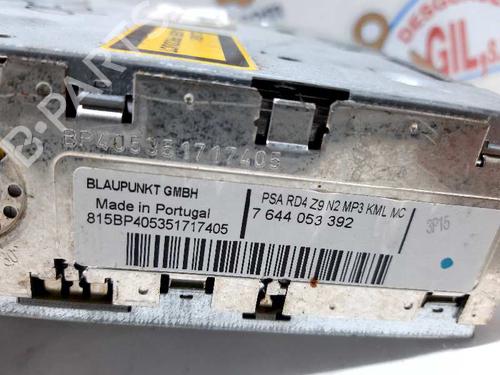 BP405351717405
BLAUPUNKT GMBH
Made in Portugal
815BP405351717405
PSA RD4 Z9 N2 MP3 KML MC
7 644 053 392
3P15
B-PARTS
GIL